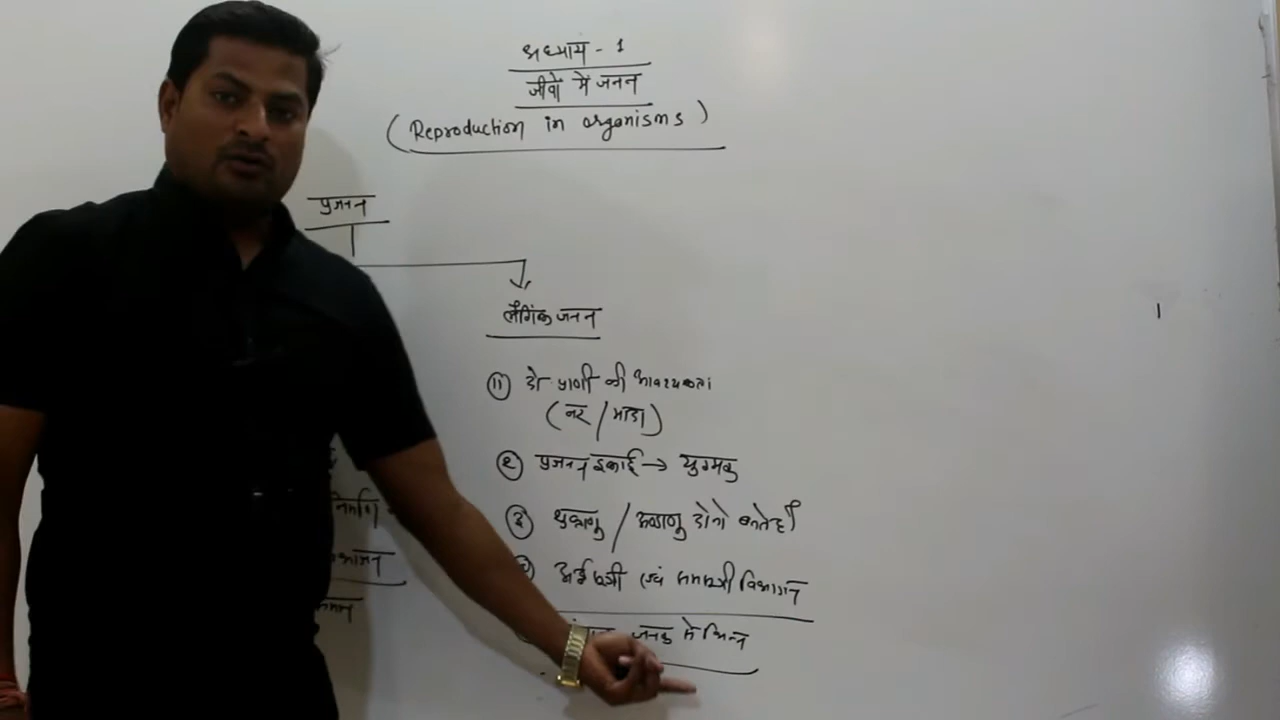 अध्याय - 1
जीवों में जनन
(Reproduction in organisms)
प्रजनन
लैंगिक जनन
① दो प्राणी की आवश्यकता
(नर / मादा)
② प्रजनन इकाई → युग्मक
③ शुक्राणु / अण्डाणु दोनो बनते है।
अर्द्धसूत्री एवं समसूत्री विभाजन
जनक से भिन्न